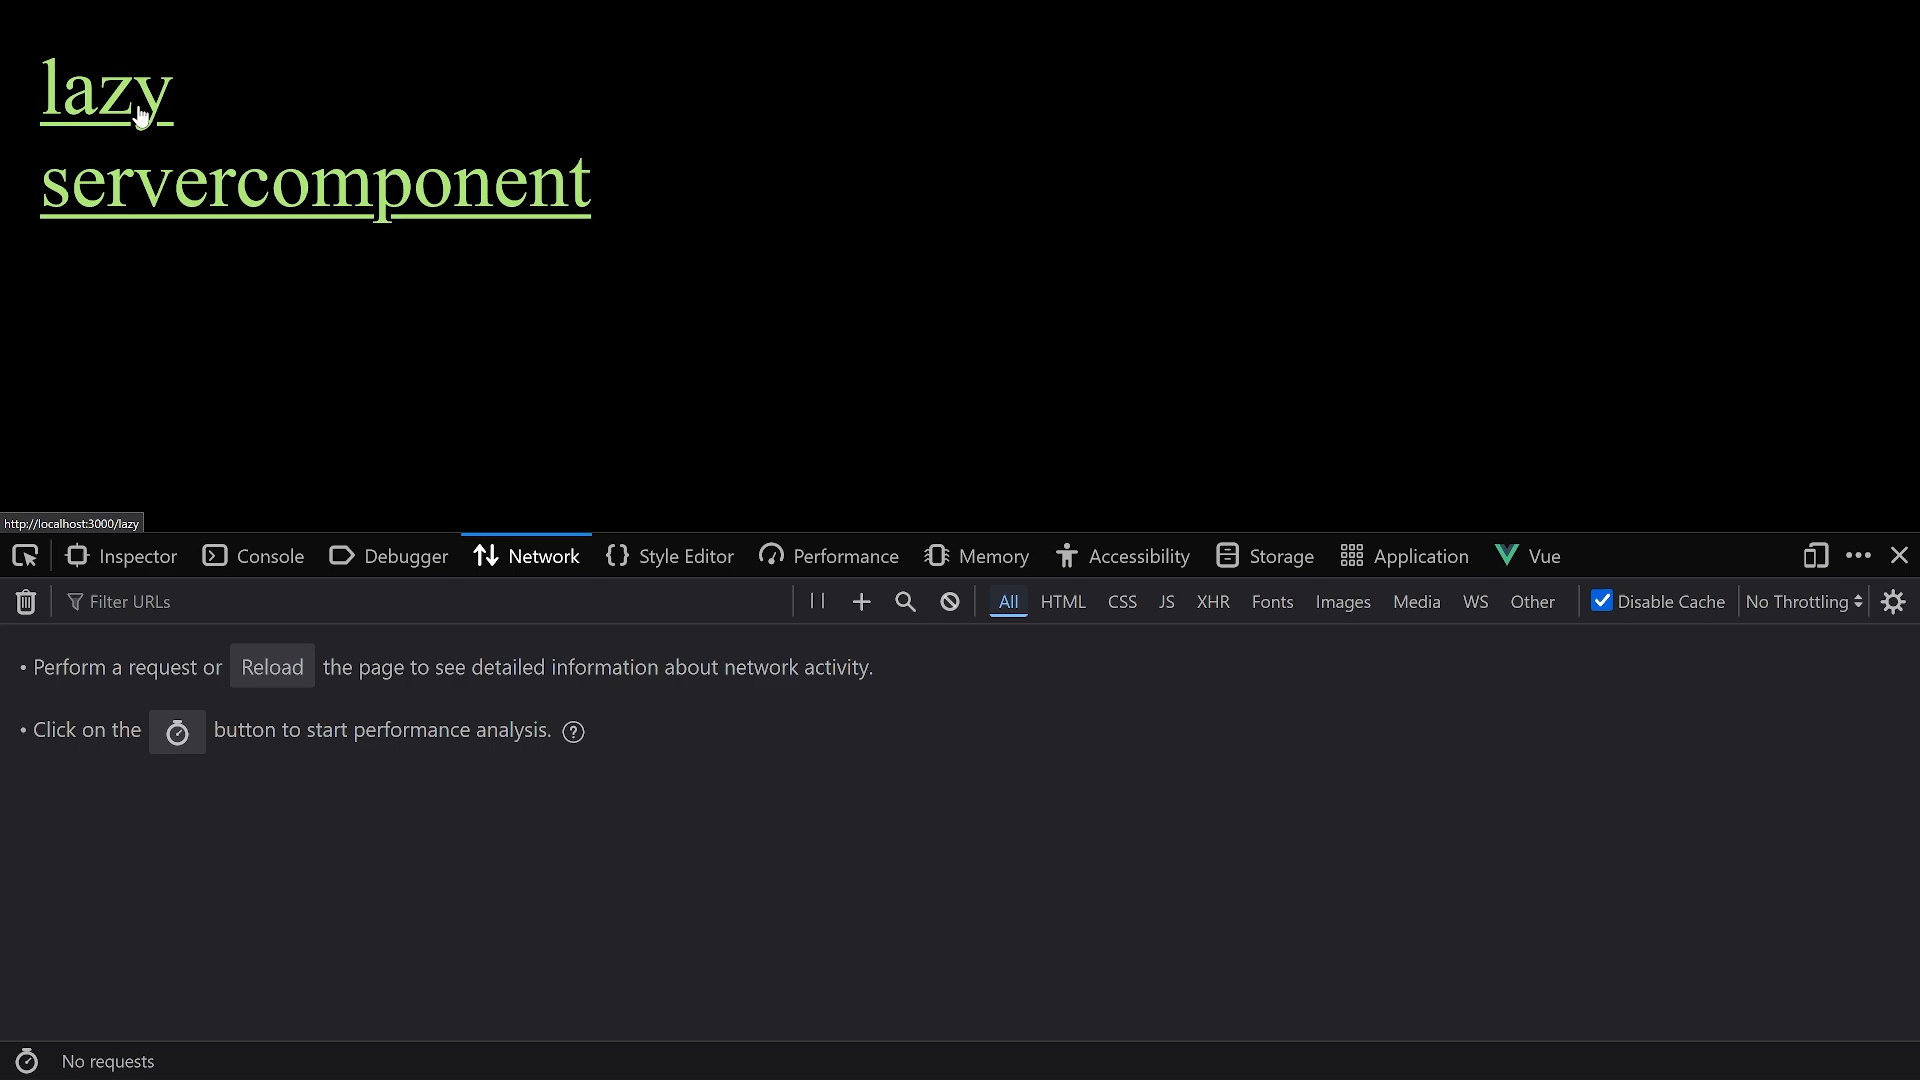 lazy
servercomponent
http://localhost:3000/lazy
Inspector Console Debugger Network Style Editor Performance Memory Accessibility Storage Application Vue
Filter URLs All HTML CSS JS XHR Fonts Images Media WS Other Disable Cache No Throttling
• Perform a request or Reload the page to see detailed information about network activity.
• Click on the button to start performance analysis. ?
No requests